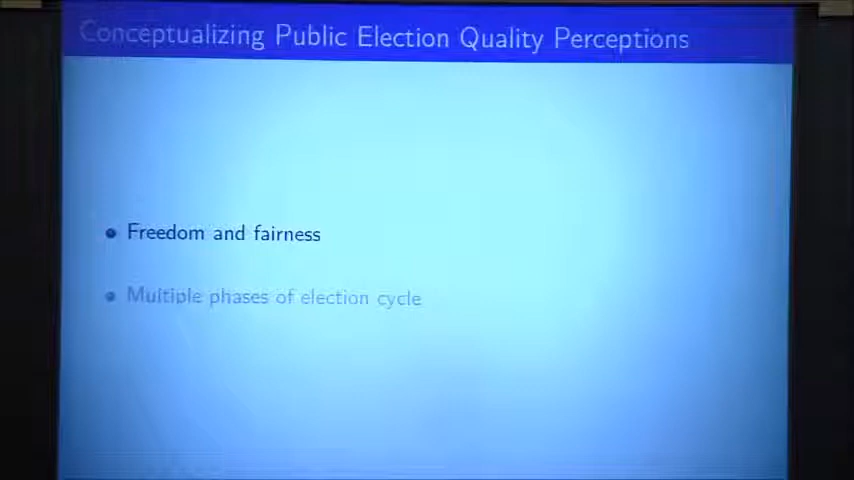 Conceptualizing Public Election Quality Perceptions
Freedom and fairness
Multiple phases of election cycle